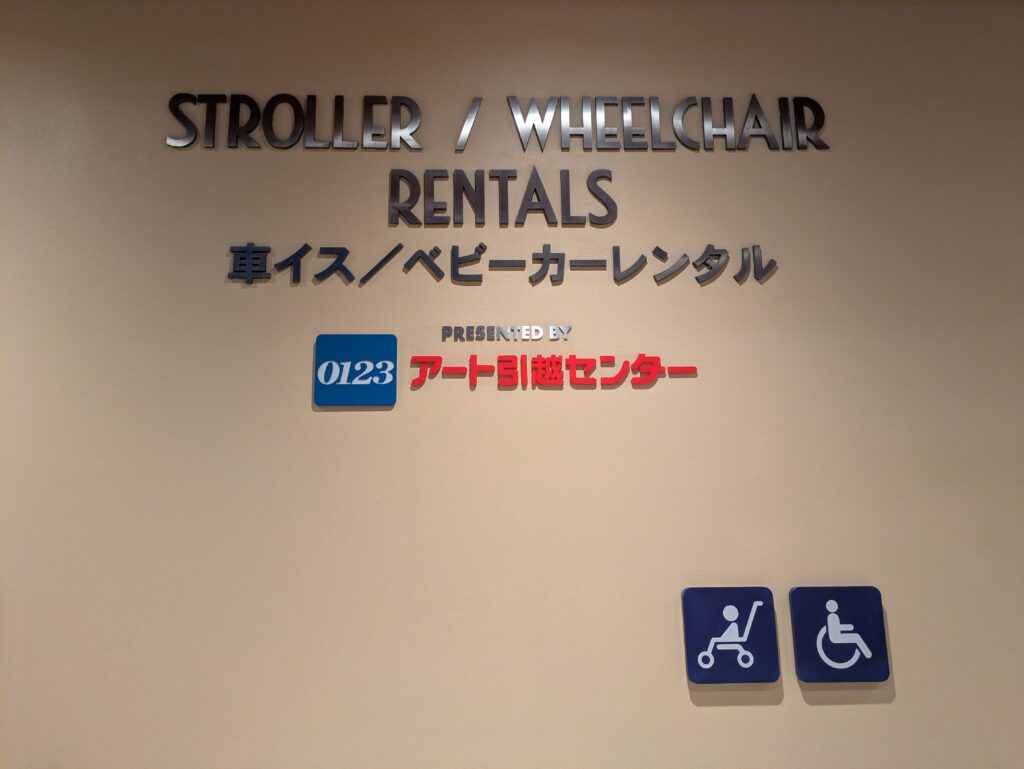 STROLLER / WHEELCHAIR
RENTALS
車イス／ベビーカーレンタル
PRESENTED BY
0123 アート引越センター